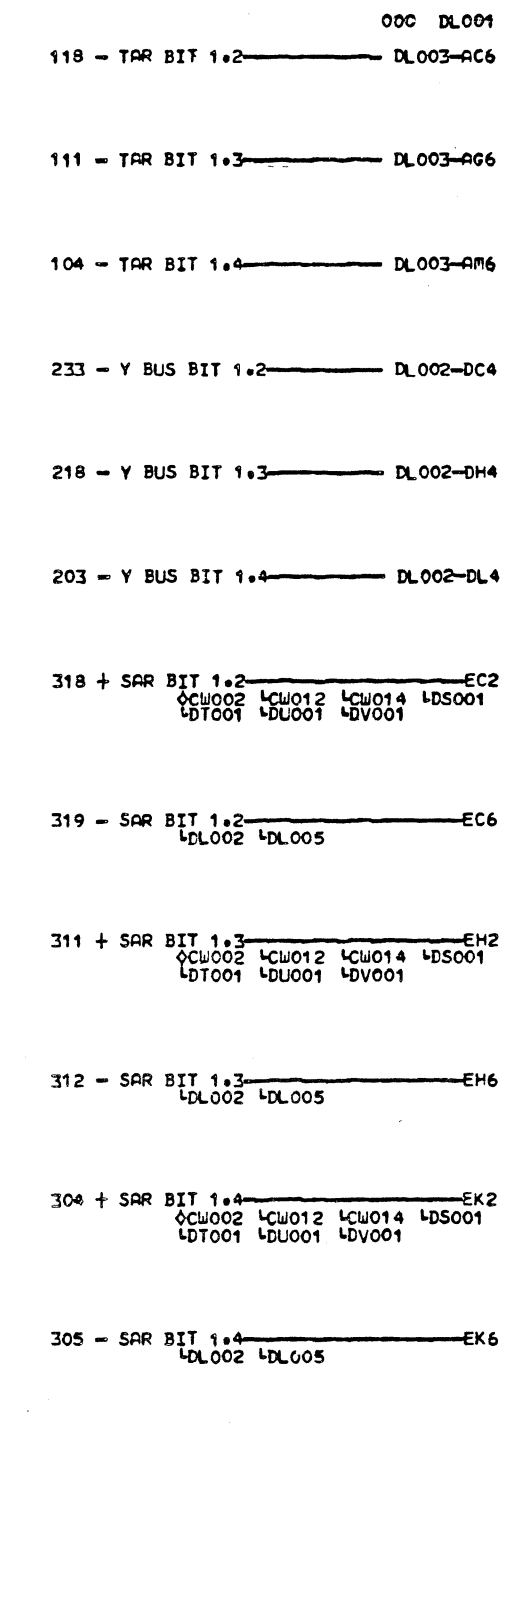 00C DL001
118 - TAR BIT 1.2 DL003-AC6
111 - TAR BIT 1.3 DL003-AG6
104 - TAR BIT 1.4 DL003-AM6
233 - Y BUS BIT 1.2 DL002-DC4
218 - Y BUS BIT 1.3 DL002-DH4
203 - Y BUS BIT 1.4 DL002-DL4
318 + SAR BIT 1.2 EC2
CW002 CW012 CW014 DS001
DT001 DU001 DV001
319 - SAR BIT 1.2 EC6
DL002 DL005
311 + SAR BIT 1.3 EH2
CW002 CW012 CW014 DS001
DT001 DU001 DV001
312 - SAR BIT 1.3 EH6
DL002 DL005
304 + SAR BIT 1.4 EK2
CW002 CW012 CW014 DS001
DT001 DU001 DV001
305 - SAR BIT 1.4 EK6
DL002 DL005